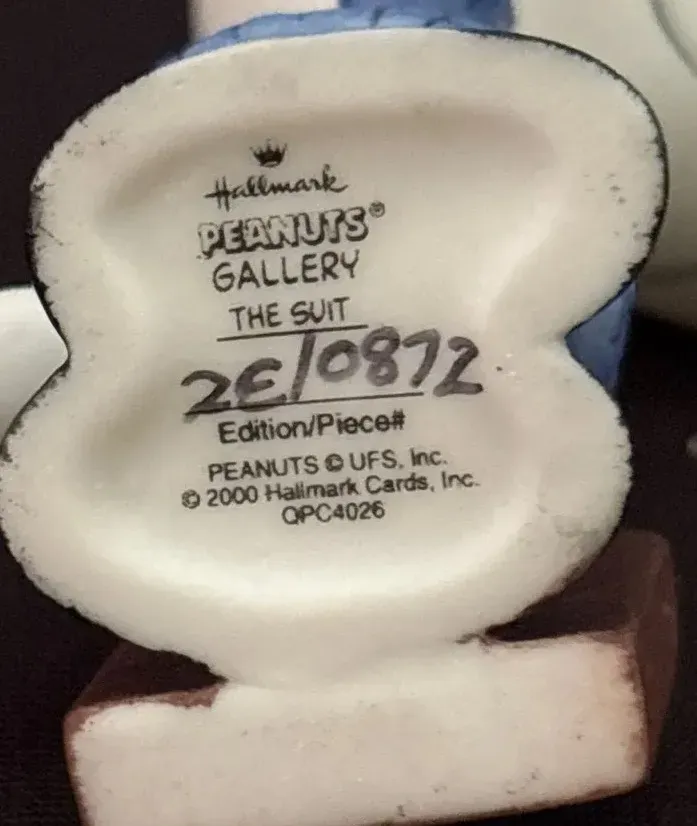 Hallmark
PEANUTS®
GALLERY
THE SUIT
2E/0872
Edition/Piece#
PEANUTS © UFS, Inc.
© 2000 Hallmark Cards, Inc.
QPC4026